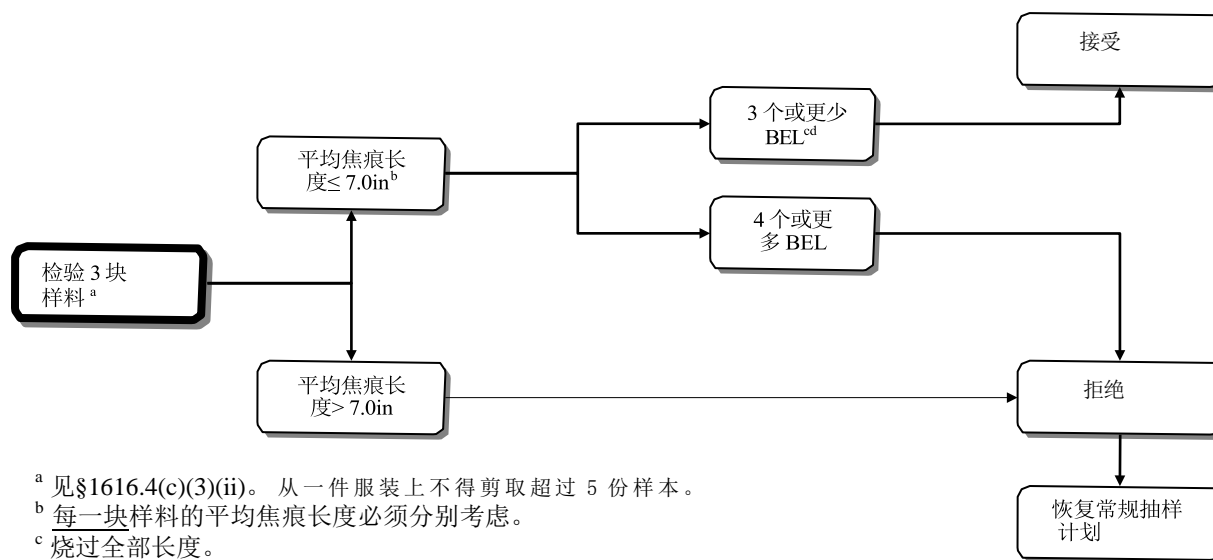 接受
3 个或更少
BELcd
平均焦痕长
度≤ 7.0inb
4 个或更
多 BEL
检验 3 块
样料 a
平均焦痕长
度> 7.0in
拒绝
恢复常规抽样
计划
a 见§1616.4(c)(3)(ii)。 从一件服装上不得剪取超过 5 份样本。
b 每一块样料的平均焦痕长度必须分别考虑。
c 烧过全部长度。